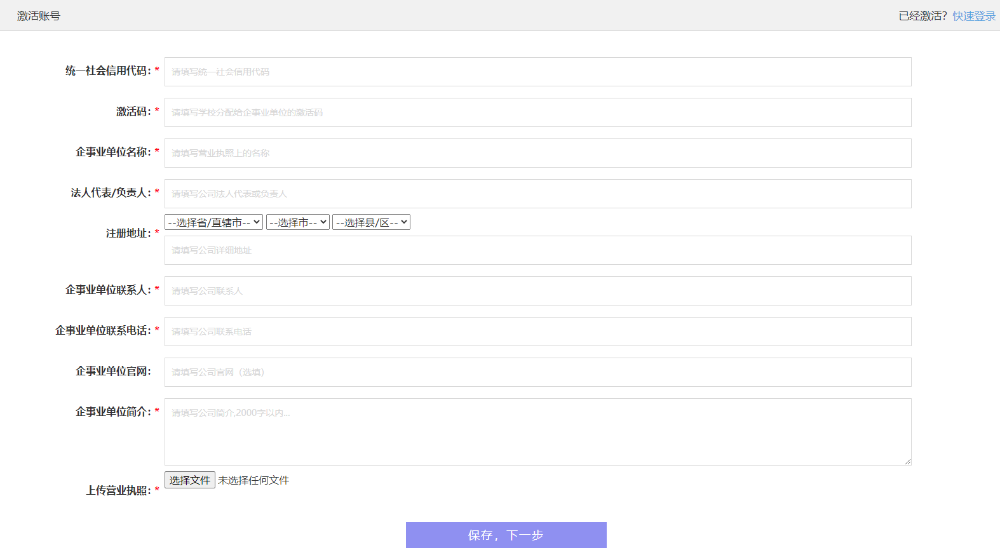 激活账号
已经激活？快速登录
统一社会信用代码：*
请填写统一社会信用代码
激活码：*
请填写学校分配给企事业单位的激活码
企事业单位名称：*
请填写营业执照上的名称
法人代表/负责人：*
请填写公司法人代表或负责人
注册地址：*
--选择省/直辖市-- --选择市-- --选择县/区--
请填写公司详细地址
企事业单位联系人：*
请填写公司联系人
企事业单位联系电话：*
请填写公司联系电话
企事业单位官网：
请填写公司官网（选填）
企事业单位简介：*
请填写公司简介,2000字以内...
上传营业执照：*
选择文件 未选择任何文件
保存，下一步